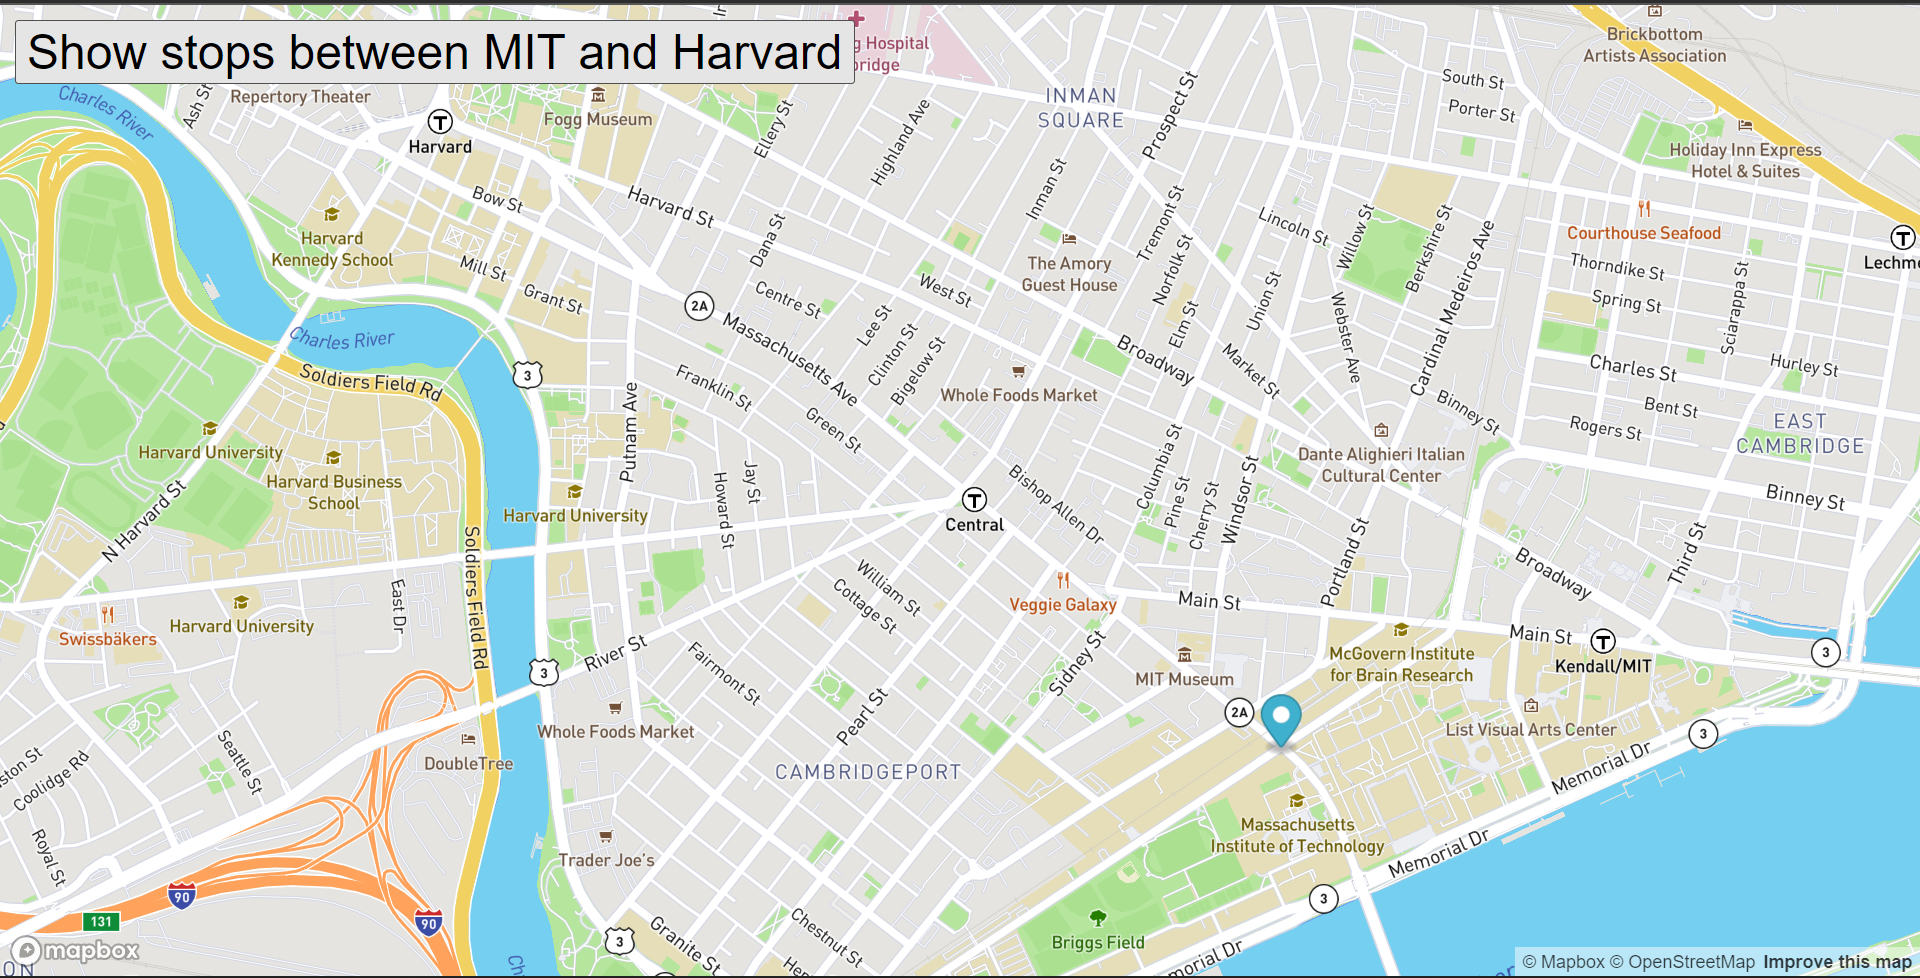 Show stops between MIT and Harvard
Hospital
Brickbottom
Artists Association
Charles River
Ash St
Repertory Theater
Fogg Museum
Ellery St
Highland Ave
INMAN
SQUARE
Prospect St
South St
Porter St
Harvard
Holiday Inn Express
Hotel & Suites
Bow St
Harvard St
Inman St
Tremont St
Lincoln St
Willow St
Berkshire St
Courthouse Seafood
Harvard
Kennedy School
Mill St
Dana St
The Amory
Guest House
Norfolk St
Cardinal Medeiros Ave
Thorndike St
Lechme
Grant St
Centre St
West St
Union St
Spring St
Sciarappa St
2A
Massachusetts Ave
Lee St
Clinton St
Bigelow St
Elm St
Webster Ave
Charles River
Broadway
Market St
Charles St
Hurley St
3
Soldiers Field Rd
Franklin St
Whole Foods Market
Binney St
Bent St
Rogers St
EAST
CAMBRIDGE
Putnam Ave
Green St
Harvard University
Harvard Business
School
Dante Alighieri Italian
Cultural Center
Columbia St
Pine St
Cherry St
Windsor St
Bishop Allen Dr
Jay St
Howard St
Harvard University
Central
Binney St
N Harvard St
Soldiers Field Rd
Portland St
Third St
Broadway
East Dr
William St
Cottage St
Veggie Galaxy
Main St
Harvard University
Swissbäkers
Main St
Kendall/MIT
3
McGovern Institute
for Brain Research
River St
Fairmont St
Sidney St
MIT Museum
3
Pearl St
2A
List Visual Arts Center
3
Whole Foods Market
Seattle St
DoubleTree
CAMBRIDGEPORT
Memorial Dr
Coolidge Rd
Massachusetts
Institute of Technology
Royal St
Trader Joe's
Memorial Dr
90
131
90
3
3
Granite St
Chestnut St
Briggs Field
mapbox
© Mapbox © OpenStreetMap Improve this map